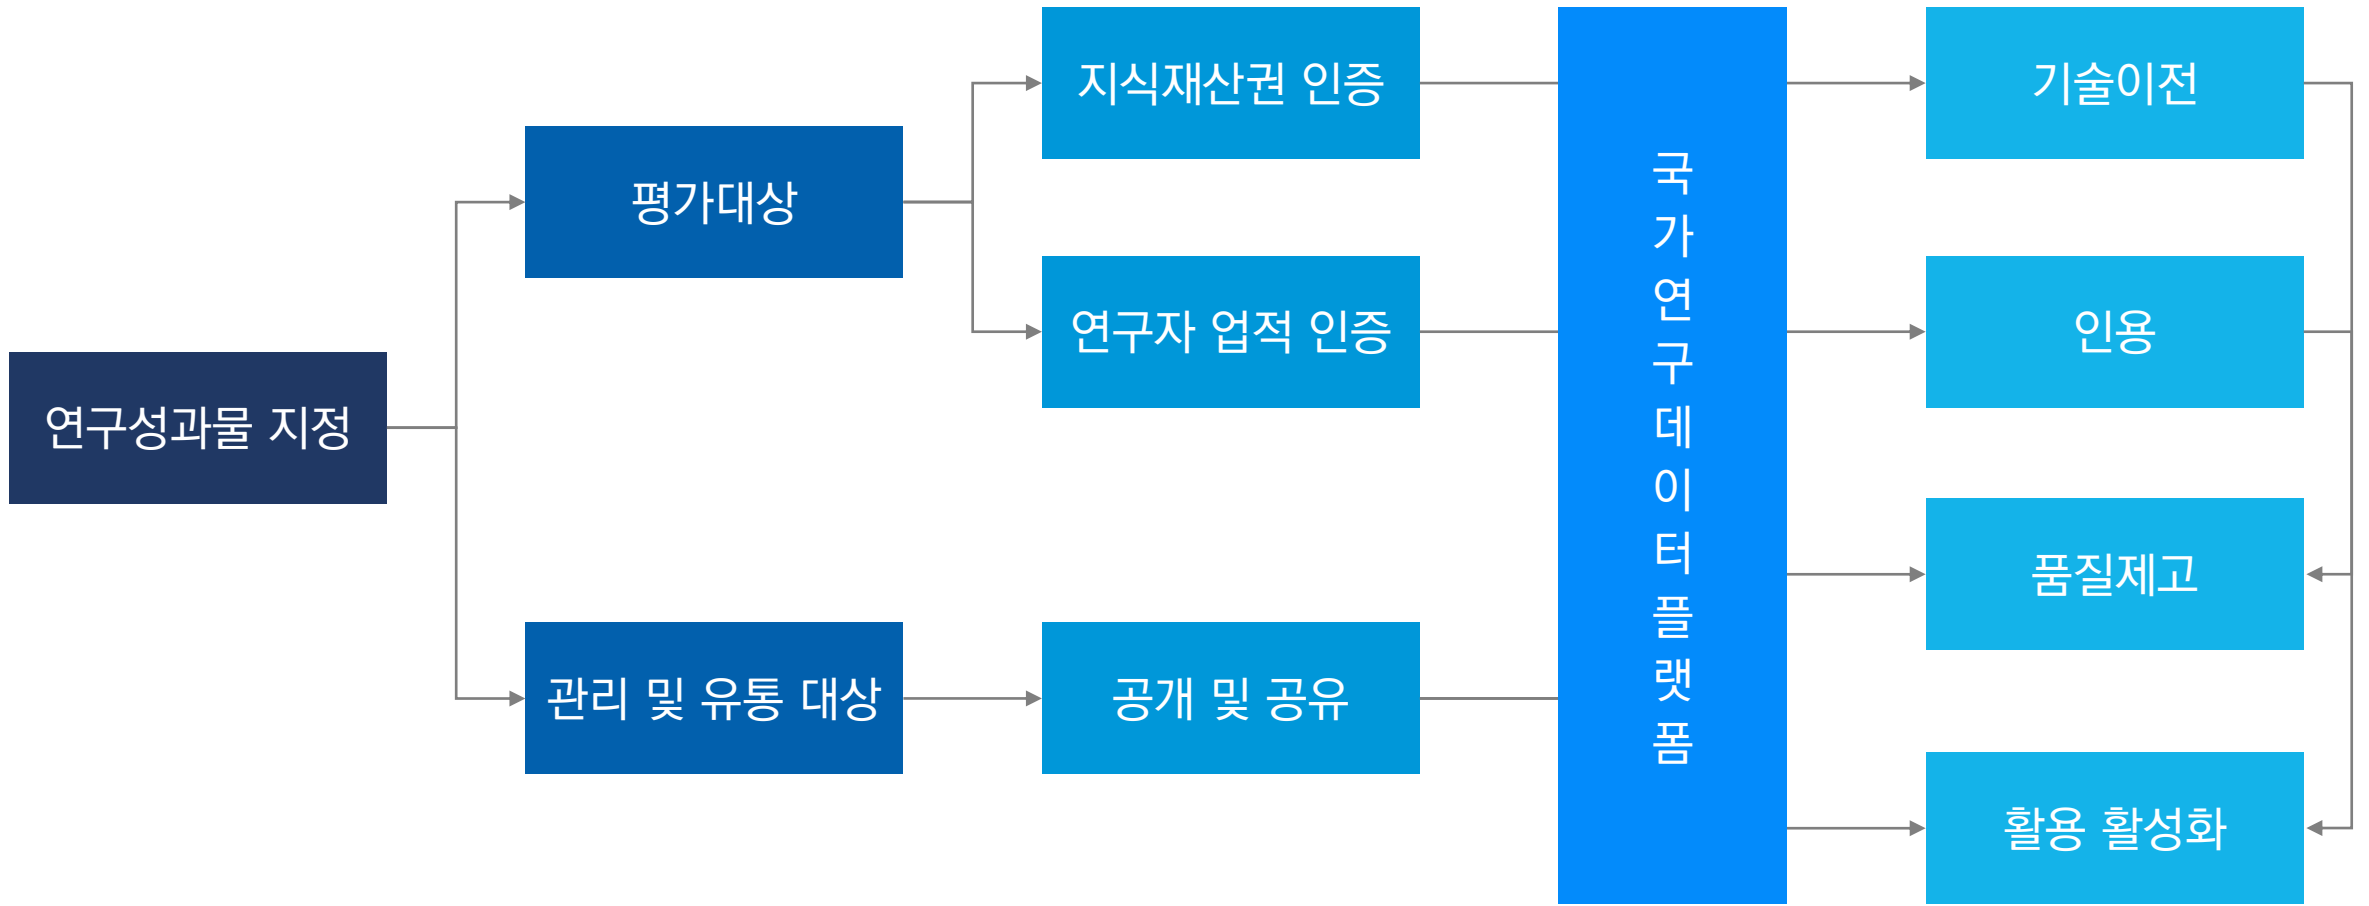 연구성과물 지정
평가대상
관리 및 유통 대상
지식재산권 인증
연구자 업적 인증
공개 및 공유
국가연구데이터플랫폼
기술이전
인용
품질제고
활용 활성화